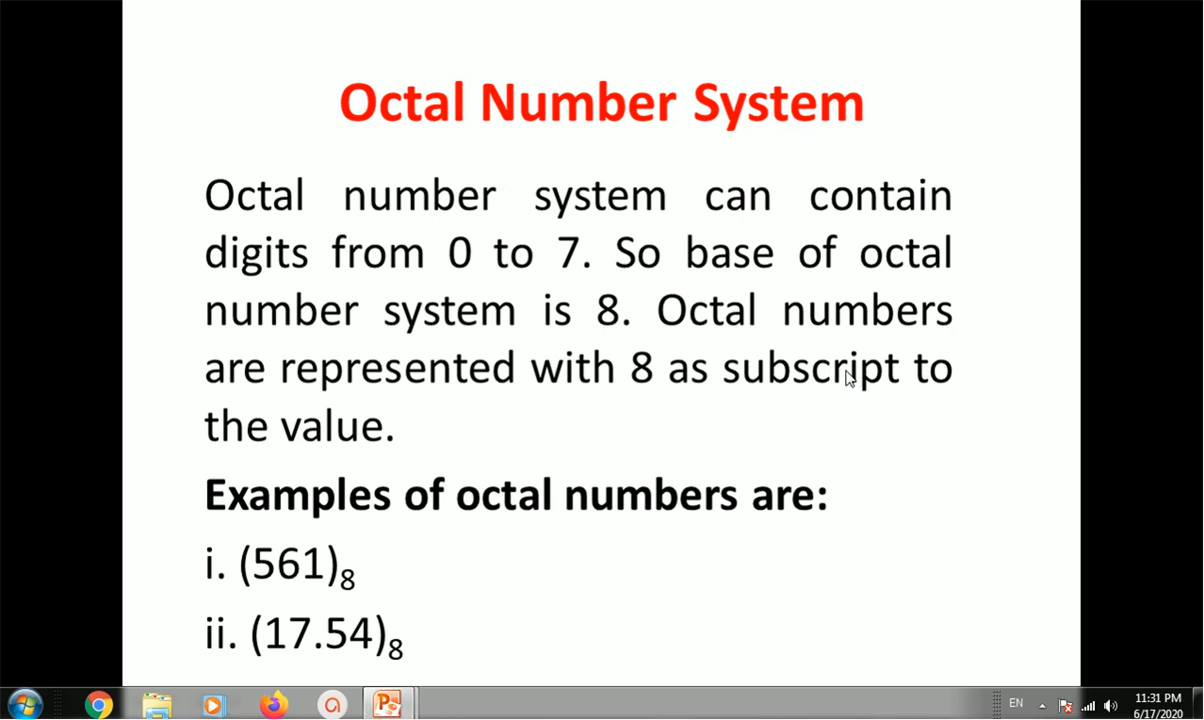 Octal Number System
Octal number system can contain
digits from 0 to 7. So base of octal
number system is 8. Octal numbers
are represented with 8 as subscript to
the value.
Examples of octal numbers are:
i. (561)₈
ii. (17.54)₈
EN
11:31 PM
6/17/2020